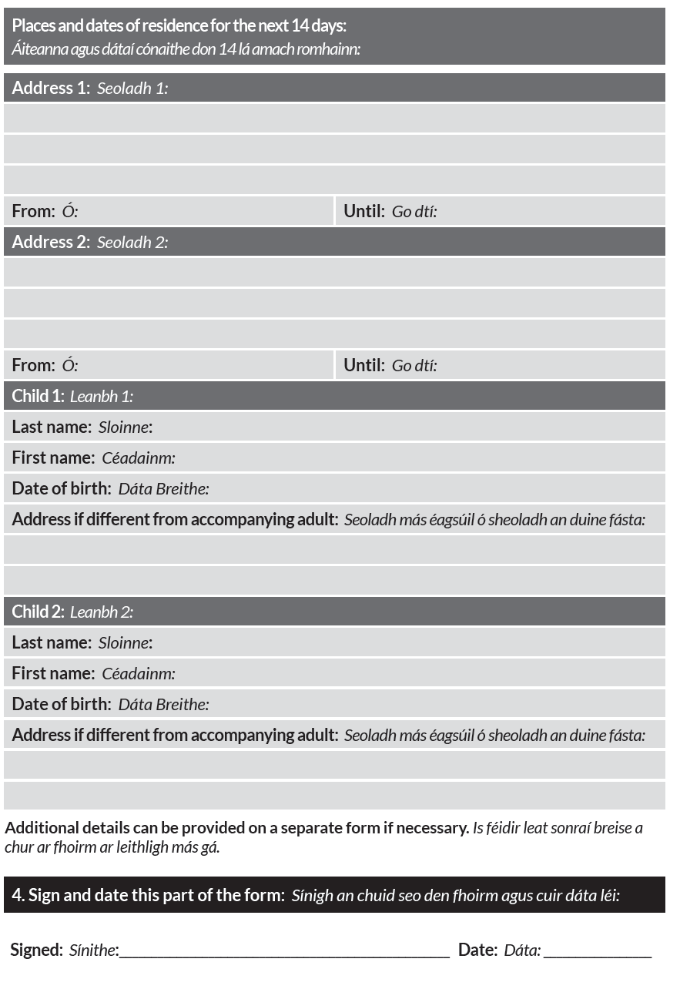 Places and dates of residence for the next 14 days:
Áiteanna agus dátaí cónaithe don 14 lá amach romhainn:
Address 1: Seoladh 1:
From: Ó: Until: Go dtí:
Address 2: Seoladh 2:
From: Ó: Until: Go dtí:
Child 1: Leanbh 1:
Last name: Sloinne:
First name: Céadainm:
Date of birth: Dáta Breithe:
Address if different from accompanying adult: Seoladh más éagsúil ó sheoladh an duine fásta:
Child 2: Leanbh 2:
Last name: Sloinne:
First name: Céadainm:
Date of birth: Dáta Breithe:
Address if different from accompanying adult: Seoladh más éagsúil ó sheoladh an duine fásta:
Additional details can be provided on a separate form if necessary. Is féidir leat sonraí breise a
chur ar fhoirm ar leithligh más gá.
4. Sign and date this part of the form: Sínigh an chuid seo den fhoirm agus cuir dáta léi:
Signed: Sínithe:_______________________________________ Date: Dáta: _____________